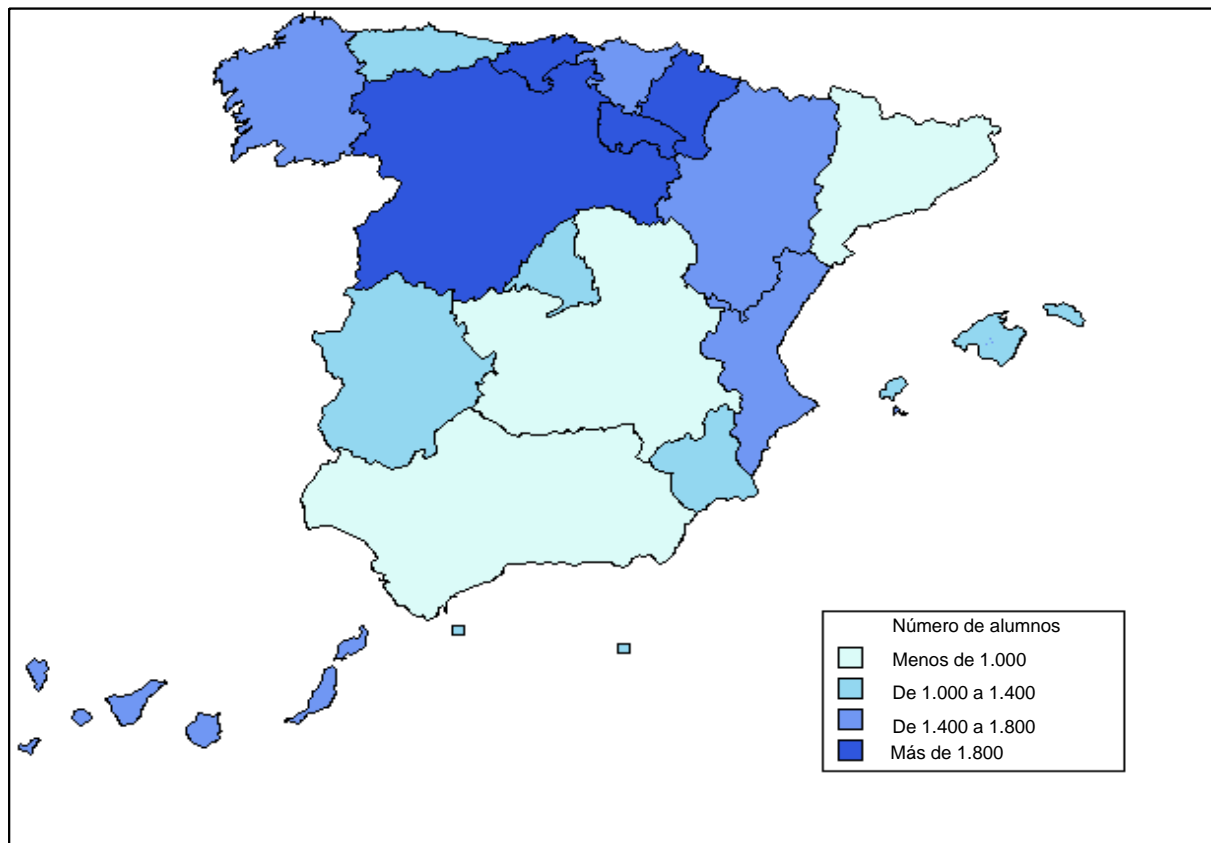 Número de alumnos
Menos de 1.000
De 1.000 a 1.400
De 1.400 a 1.800
Más de 1.800